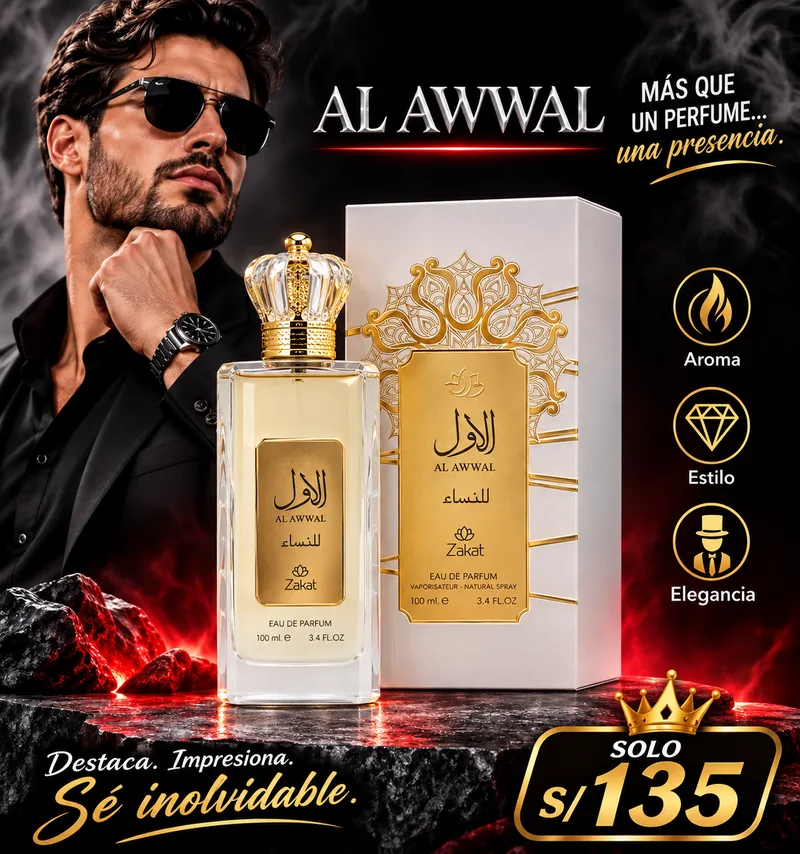 AL AWWAL
MÁS QUE
UN PERFUME...
una presencia.
الاول
AL AWWAL
للنساء
Zakat
EAU DE PARFUM
100 ml. e 3.4 FL.OZ
الاول
AL AWWAL
للنساء
Zakat
EAU DE PARFUM
VAPORISATEUR - NATURAL SPRAY
100 ml. e 3.4 FL.OZ
Aroma
Estilo
Elegancia
Destaca. Impresiona.
Sé inolvidable.
SOLO
S/135